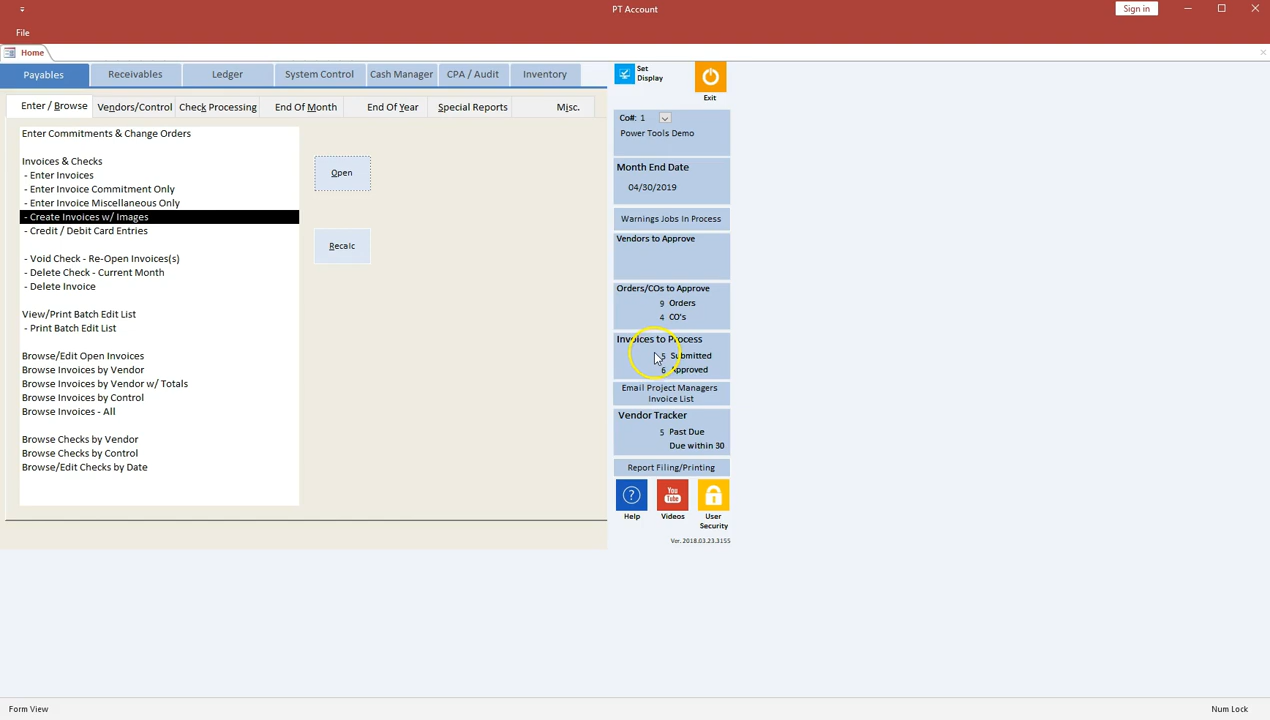 PT Account
Sign in
File
Home
Payables
Receivables
Ledger
System Control
Cash Manager
CPA / Audit
Inventory
Enter / Browse
Vendors/Control
Check Processing
End Of Month
End Of Year
Special Reports
Misc.
Enter Commitments & Change Orders
Invoices & Checks
- Enter Invoices
- Enter Invoice Commitment Only
- Enter Invoice Miscellaneous Only
- Create Invoices w/ Images
- Credit / Debit Card Entries
- Void Check - Re-Open Invoices(s)
- Delete Check - Current Month
- Delete Invoice
View/Print Batch Edit List
- Print Batch Edit List
Browse/Edit Open Invoices
Browse Invoices by Vendor
Browse Invoices by Vendor w/ Totals
Browse Invoices by Control
Browse Invoices - All
Browse Checks by Vendor
Browse Checks by Control
Browse/Edit Checks by Date
Open
Recalc
Set
Display
Exit
Co#: 1
Power Tools Demo
Month End Date
04/30/2019
Warnings Jobs In Process
Vendors to Approve
Orders/COs to Approve
9 Orders
4 CO's
Invoices to Process
5 Submitted
6 Approved
Email Project Managers
Invoice List
Vendor Tracker
5 Past Due
Due within 30
Report Filing/Printing
You
Tube
Help
Videos
User
Security
Ver. 2018.03.23.3155
Form View
Num Lock